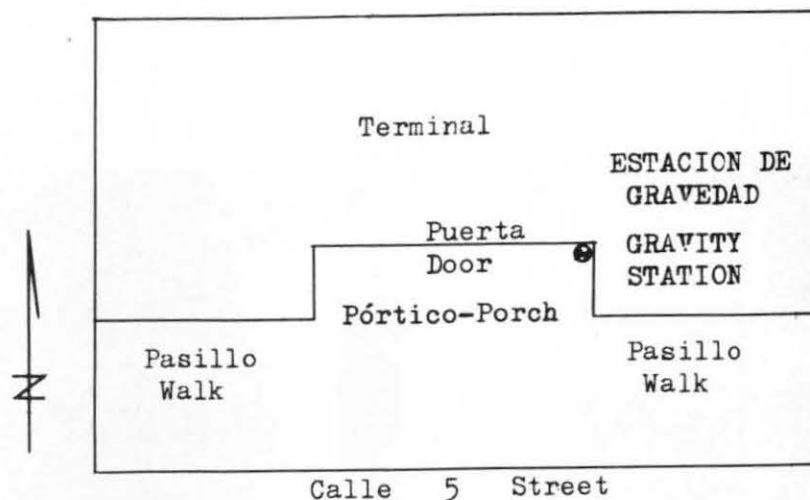 Terminal
ESTACION DE
GRAVEDAD
GRAVITY
STATION
Puerta
Door
Pórtico-Porch
Pasillo
Walk
Pasillo
Walk
N
Calle 5 Street